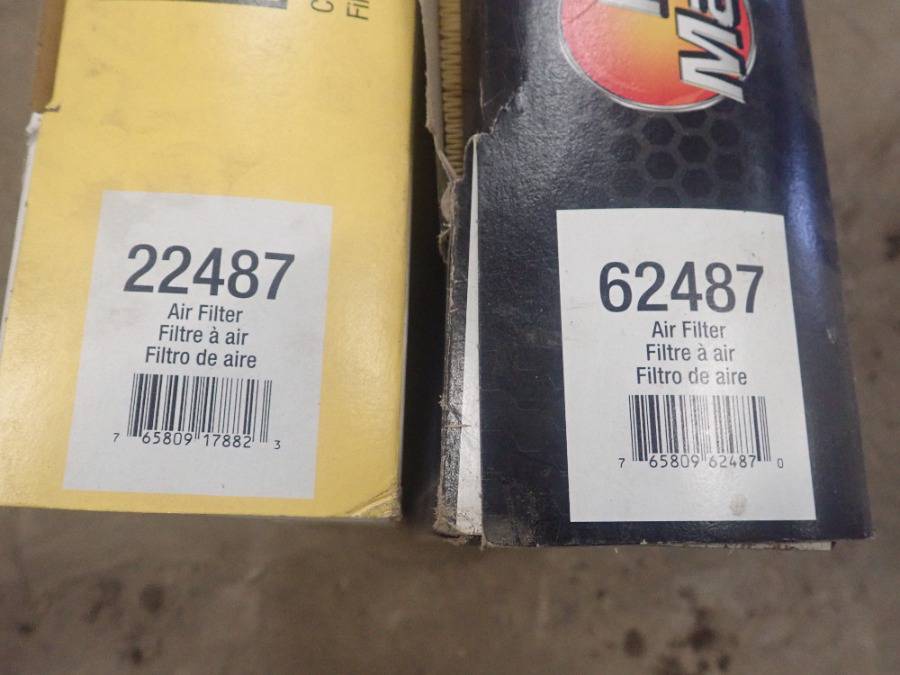 22487
Air Filter
Filtre à air
Filtro de aire
7 65809 17882 3
Ma
62487
Air Filter
Filtre à air
Filtro de aire
7 65809 62487 0